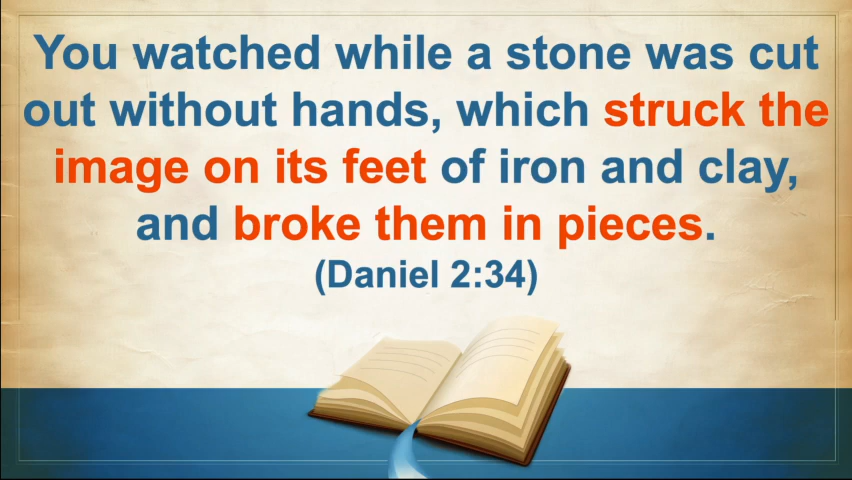 You watched while a stone was cut
out without hands, which struck the
image on its feet of iron and clay,
and broke them in pieces.
(Daniel 2:34)